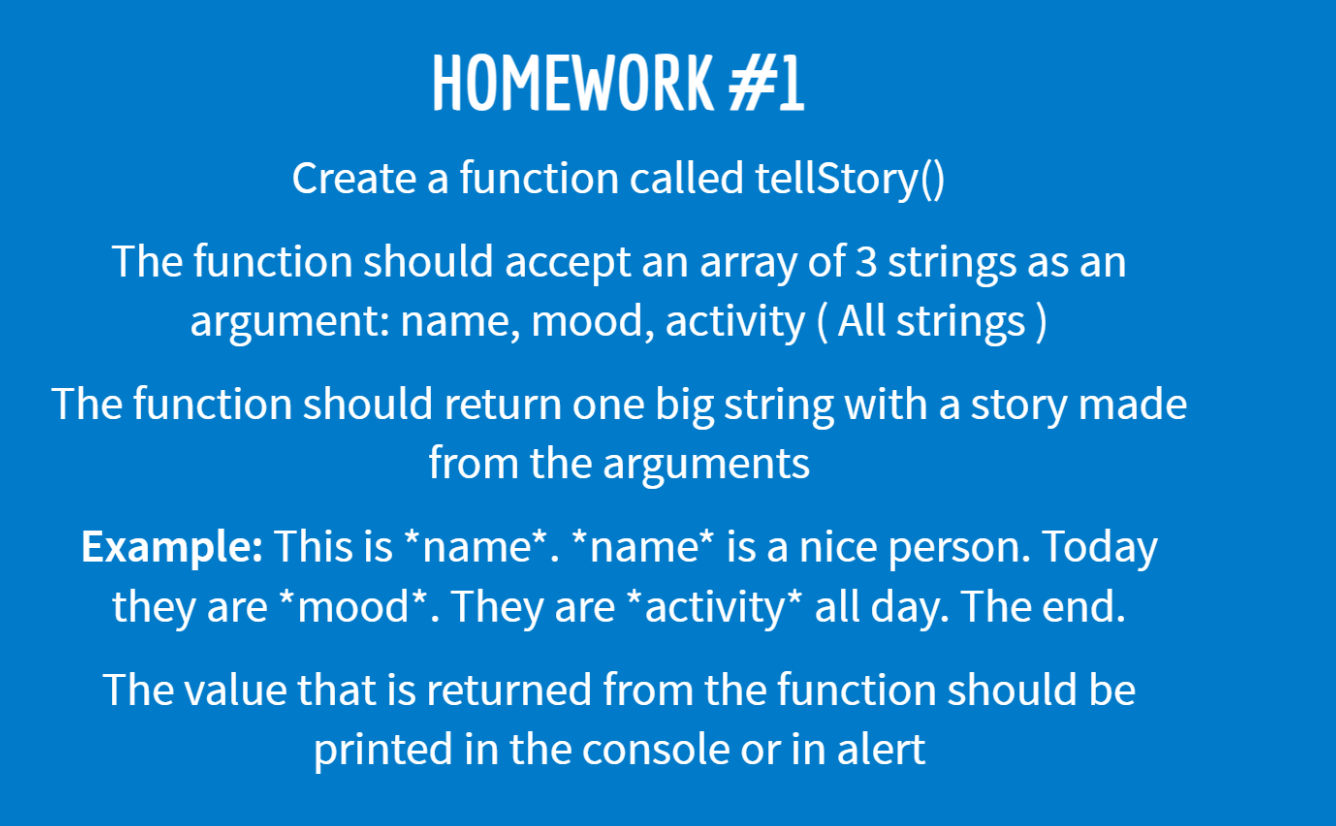 HOMEWORK #1
Create a function called tellStory()
The function should accept an array of 3 strings as an
argument: name, mood, activity ( All strings )
The function should return one big string with a story made
from the arguments
Example: This is *name*. *name* is a nice person. Today
they are *mood*. They are *activity* all day. The end.
The value that is returned from the function should be
printed in the console or in alert